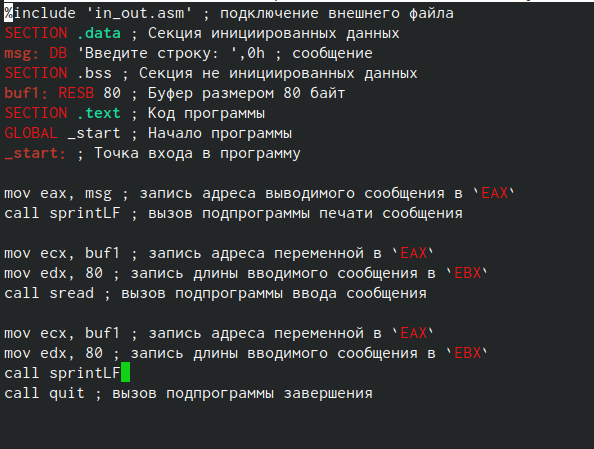 %include 'in_out.asm' ; подключение внешнего файла
SECTION .data ; Секция инициированных данных
msg: DB 'Введите строку: ',0h ; сообщение
SECTION .bss ; Секция не инициированных данных
buf1: RESB 80 ; Буфер размером 80 байт
SECTION .text ; Код программы
GLOBAL _start ; Начало программы
_start: ; Точка входа в программу
mov eax, msg ; запись адреса выводимого сообщения в `EAX`
call sprintLF ; вызов подпрограммы печати сообщения
mov ecx, buf1 ; запись адреса переменной в `EAX`
mov edx, 80 ; запись длины вводимого сообщения в `EBX`
call sread ; вызов подпрограммы ввода сообщения
mov ecx, buf1 ; запись адреса переменной в `EAX`
mov edx, 80 ; запись длины вводимого сообщения в `EBX`
call sprintLF
call quit ; вызов подпрограммы завершения